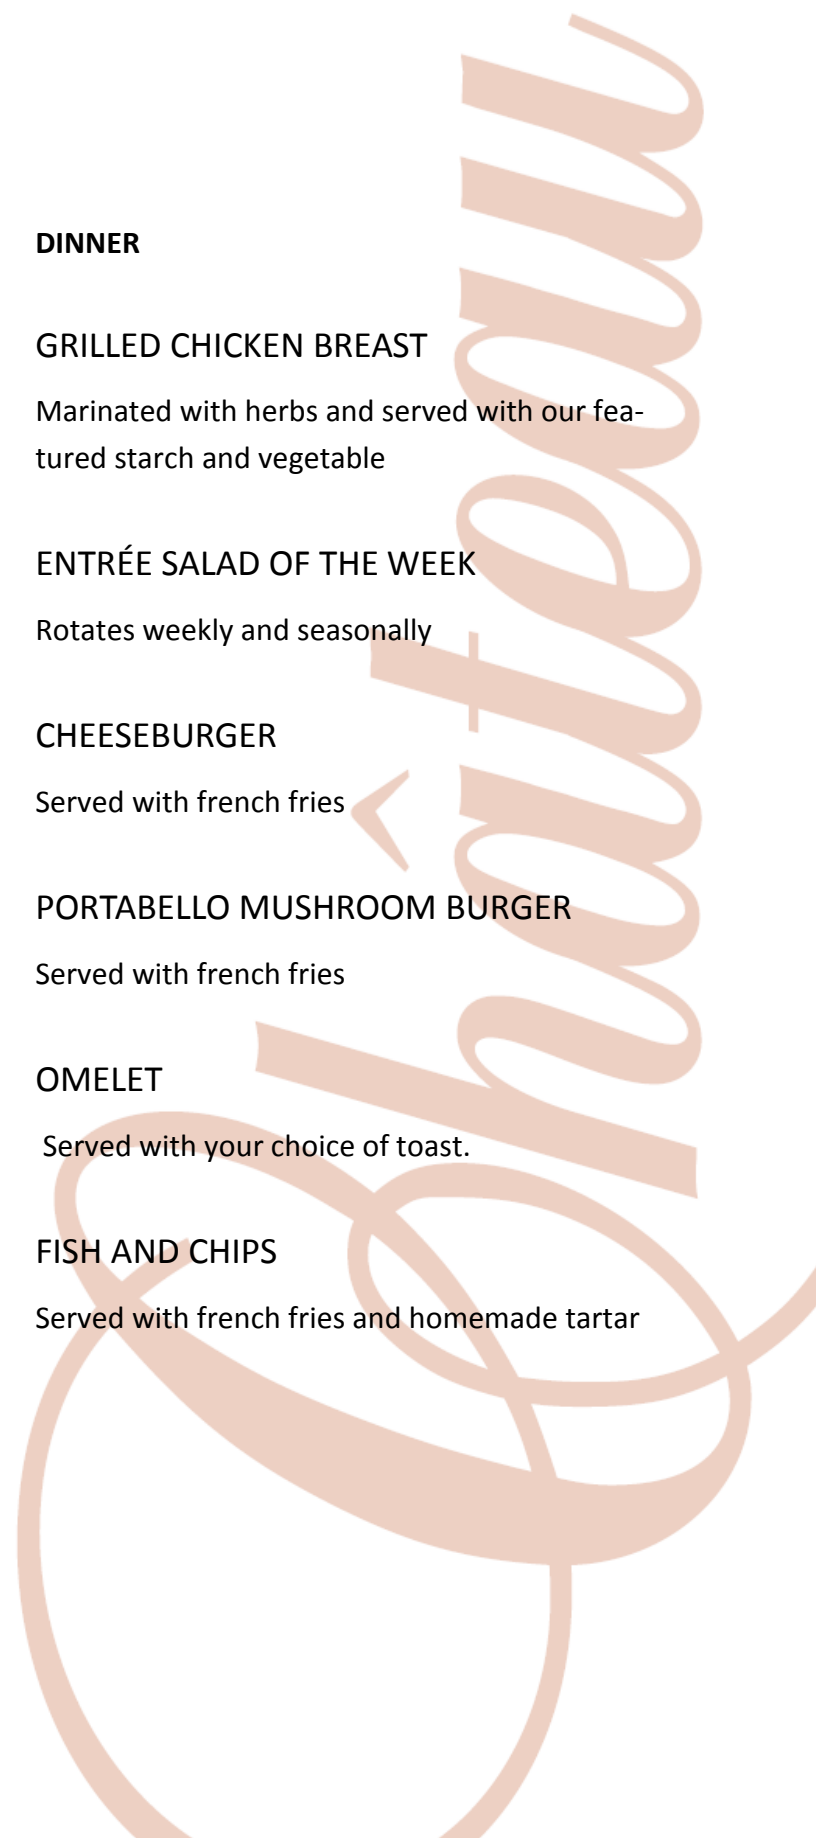 DINNER
GRILLED CHICKEN BREAST
Marinated with herbs and served with our fea-
tured starch and vegetable
ENTRÉE SALAD OF THE WEEK
Rotates weekly and seasonally
CHEESEBURGER
Served with french fries
PORTABELLO MUSHROOM BURGER
Served with french fries
OMELET
Served with your choice of toast.
FISH AND CHIPS
Served with french fries and homemade tartar
Château